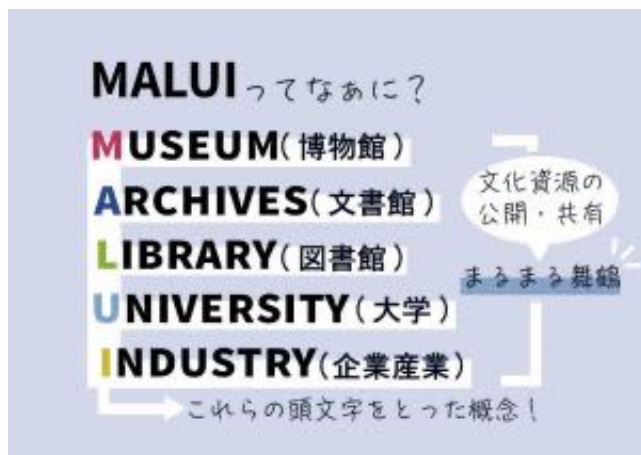 MALUIってなぁに?
MUSEUM(博物館)
ARCHIVES(文書館)
LIBRARY(図書館)
UNIVERSITY(大学)
INDUSTRY(企業産業)
これらの頭文字をとった概念!
文化資源の
公開・共有
まるまる舞鶴